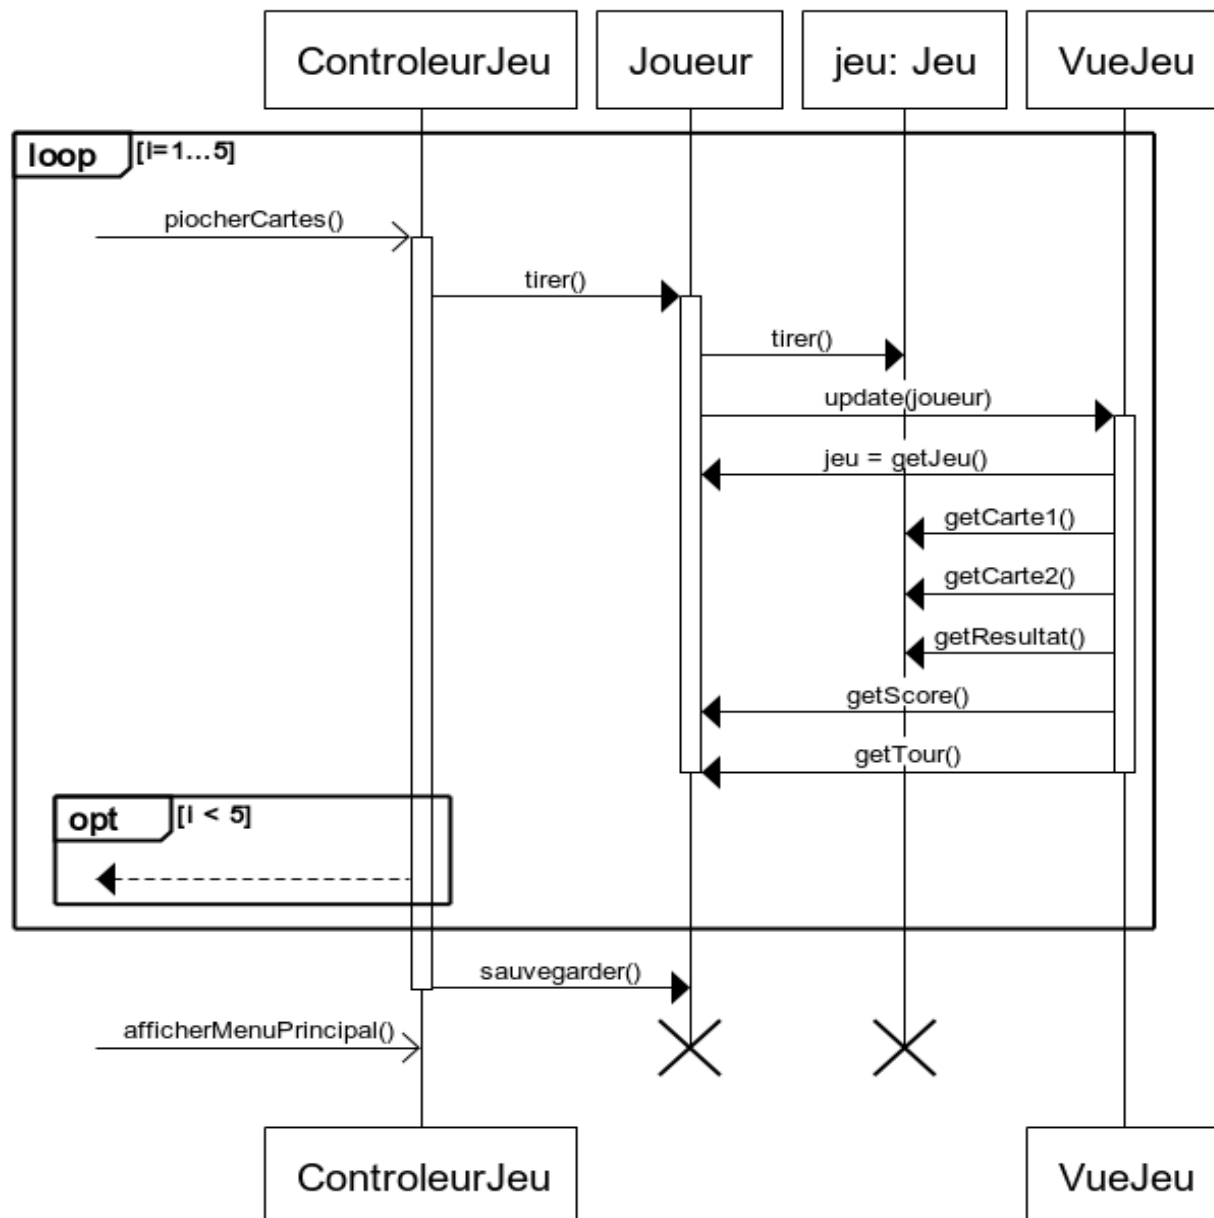 ControleurJeu
Joueur
jeu: Jeu
VueJeu
loop
[I=1...5]
piocherCartes()
tirer()
tirer()
update(joueur)
jeu = getJeu()
getCarte1()
getCarte2()
getResultat()
getScore()
getTour()
opt
[I < 5]
sauvegarder()
afficherMenuPrincipal()
ControleurJeu
VueJeu